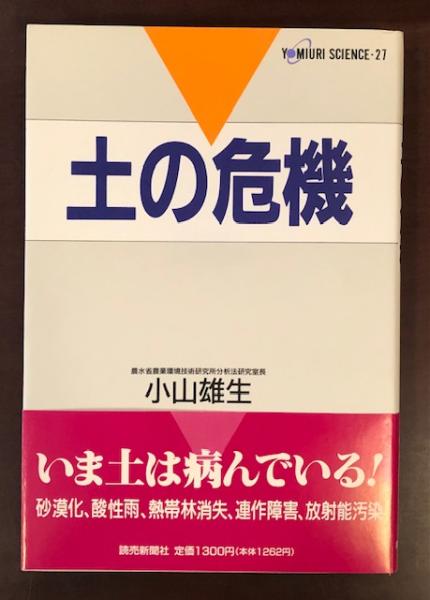 YOMIURI SCIENCE・27
土の危機
農水省農業環境技術研究所分析法研究室長
小山雄生
いま土は病んでいる!
砂漠化、酸性雨、熱帯林消失、連作障害、放射能汚染
読売新聞社 定価1300円(本体1262円)